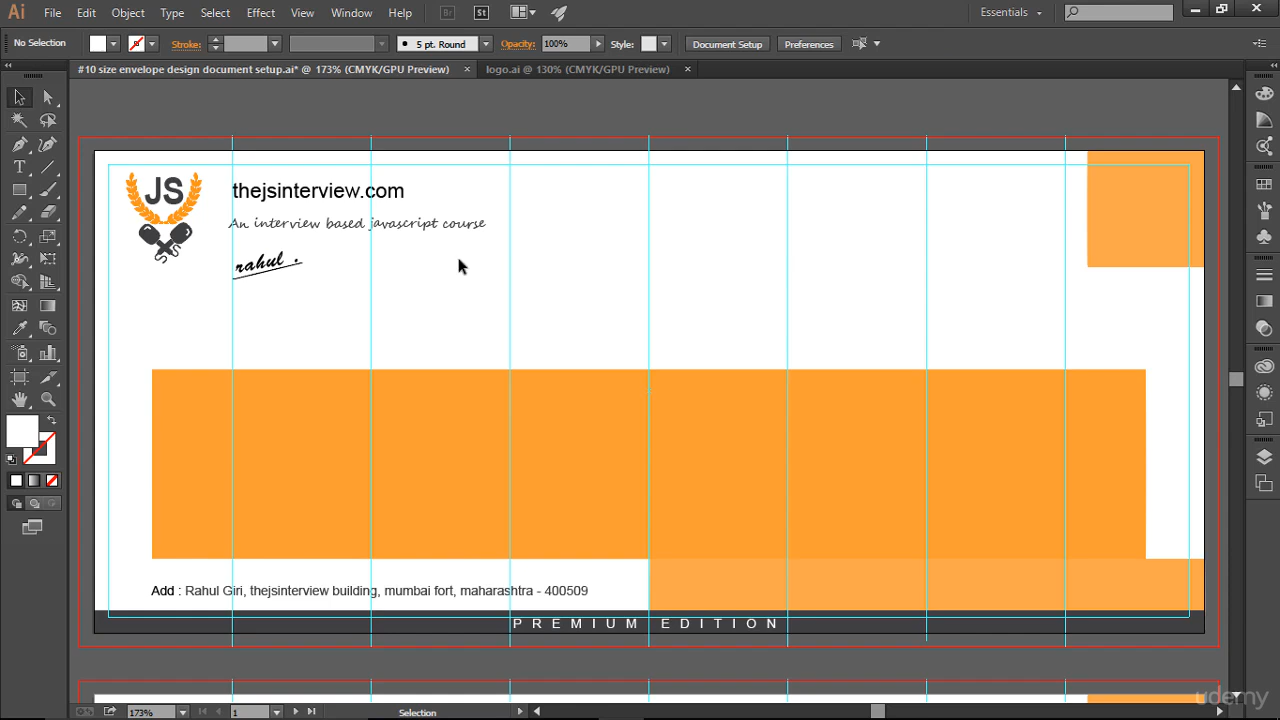 Ai File Edit Object Type Select Effect View Window Help Br St Essentials
No Selection Stroke: 5 pt. Round Opacity: 100% Style: Document Setup Preferences
#10 size envelope design document setup.ai* @ 173% (CMYK/GPU Preview) × logo.ai @ 130% (CMYK/GPU Preview) ×
JS
thejsinterview.com
An interview based javascript course
rahul .
Add : Rahul Giri, thejsinterview building, mumbai fort, maharashtra - 400509
PREMIUM EDITION
udemy
173% 1 Selection